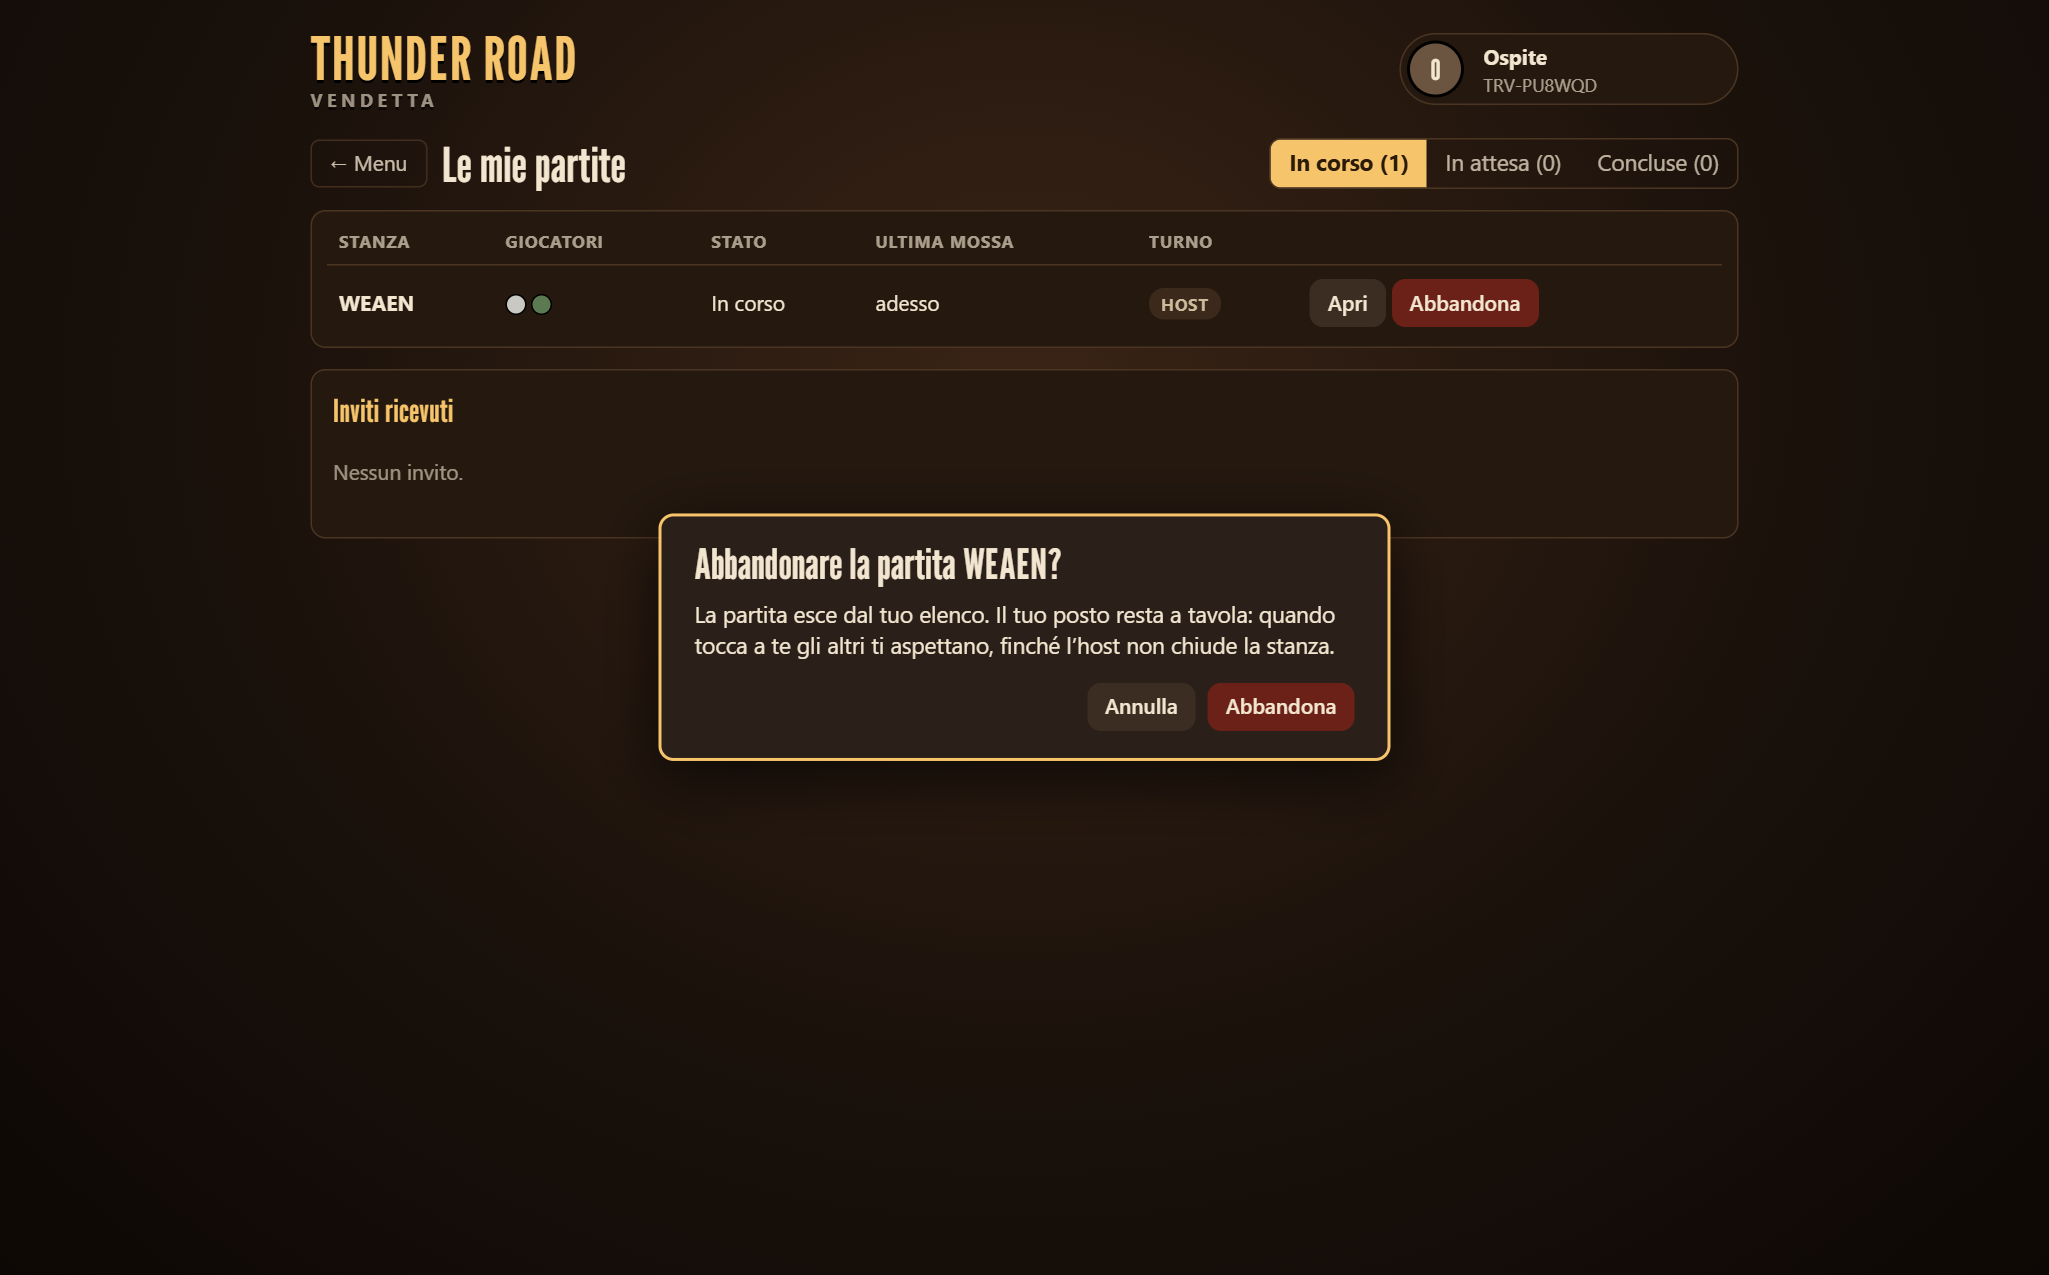 THUNDER ROAD
VENDETTA
O
Ospite
TRV-PU8WQD
← Menu
Le mie partite
In corso (1)
In attesa (0)
Concluse (0)
STANZA GIOCATORI STATO ULTIMA MOSSA TURNO
WEAEN In corso adesso HOST Apri Abbandona
Inviti ricevuti
Nessun invito.
Abbandonare la partita WEAEN?
La partita esce dal tuo elenco. Il tuo posto resta a tavola: quando
tocca a te gli altri ti aspettano, finché l’host non chiude la stanza.
Annulla Abbandona